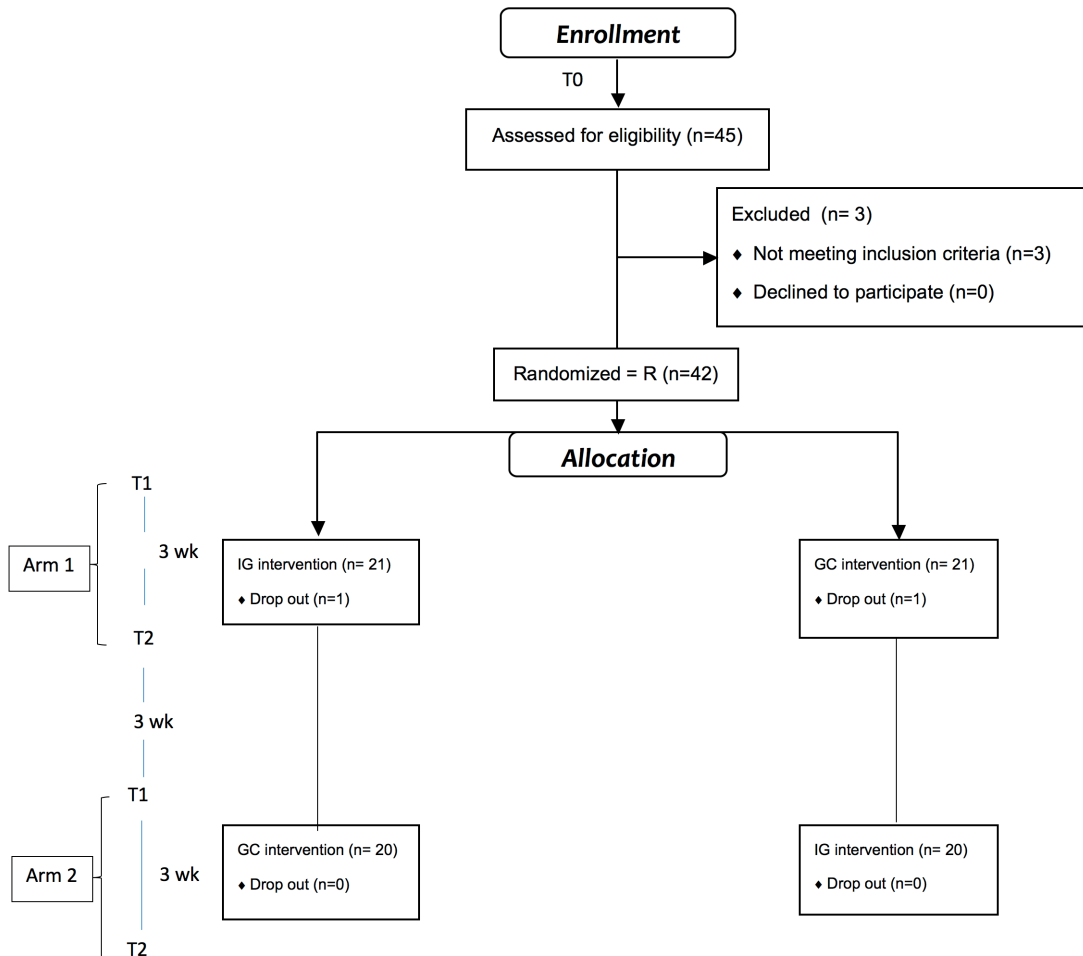 Enrollment
T0
Assessed for eligibility (n=45)
Excluded (n= 3)
♦ Not meeting inclusion criteria (n=3)
♦ Declined to participate (n=0)
Randomized = R (n=42)
Allocation
T1
3 wk
Arm 1
T2
IG intervention (n= 21)
♦ Drop out (n=1)
GC intervention (n= 21)
♦ Drop out (n=1)
3 wk
T1
Arm 2
3 wk
T2
GC intervention (n= 20)
♦ Drop out (n=0)
IG intervention (n= 20)
♦ Drop out (n=0)